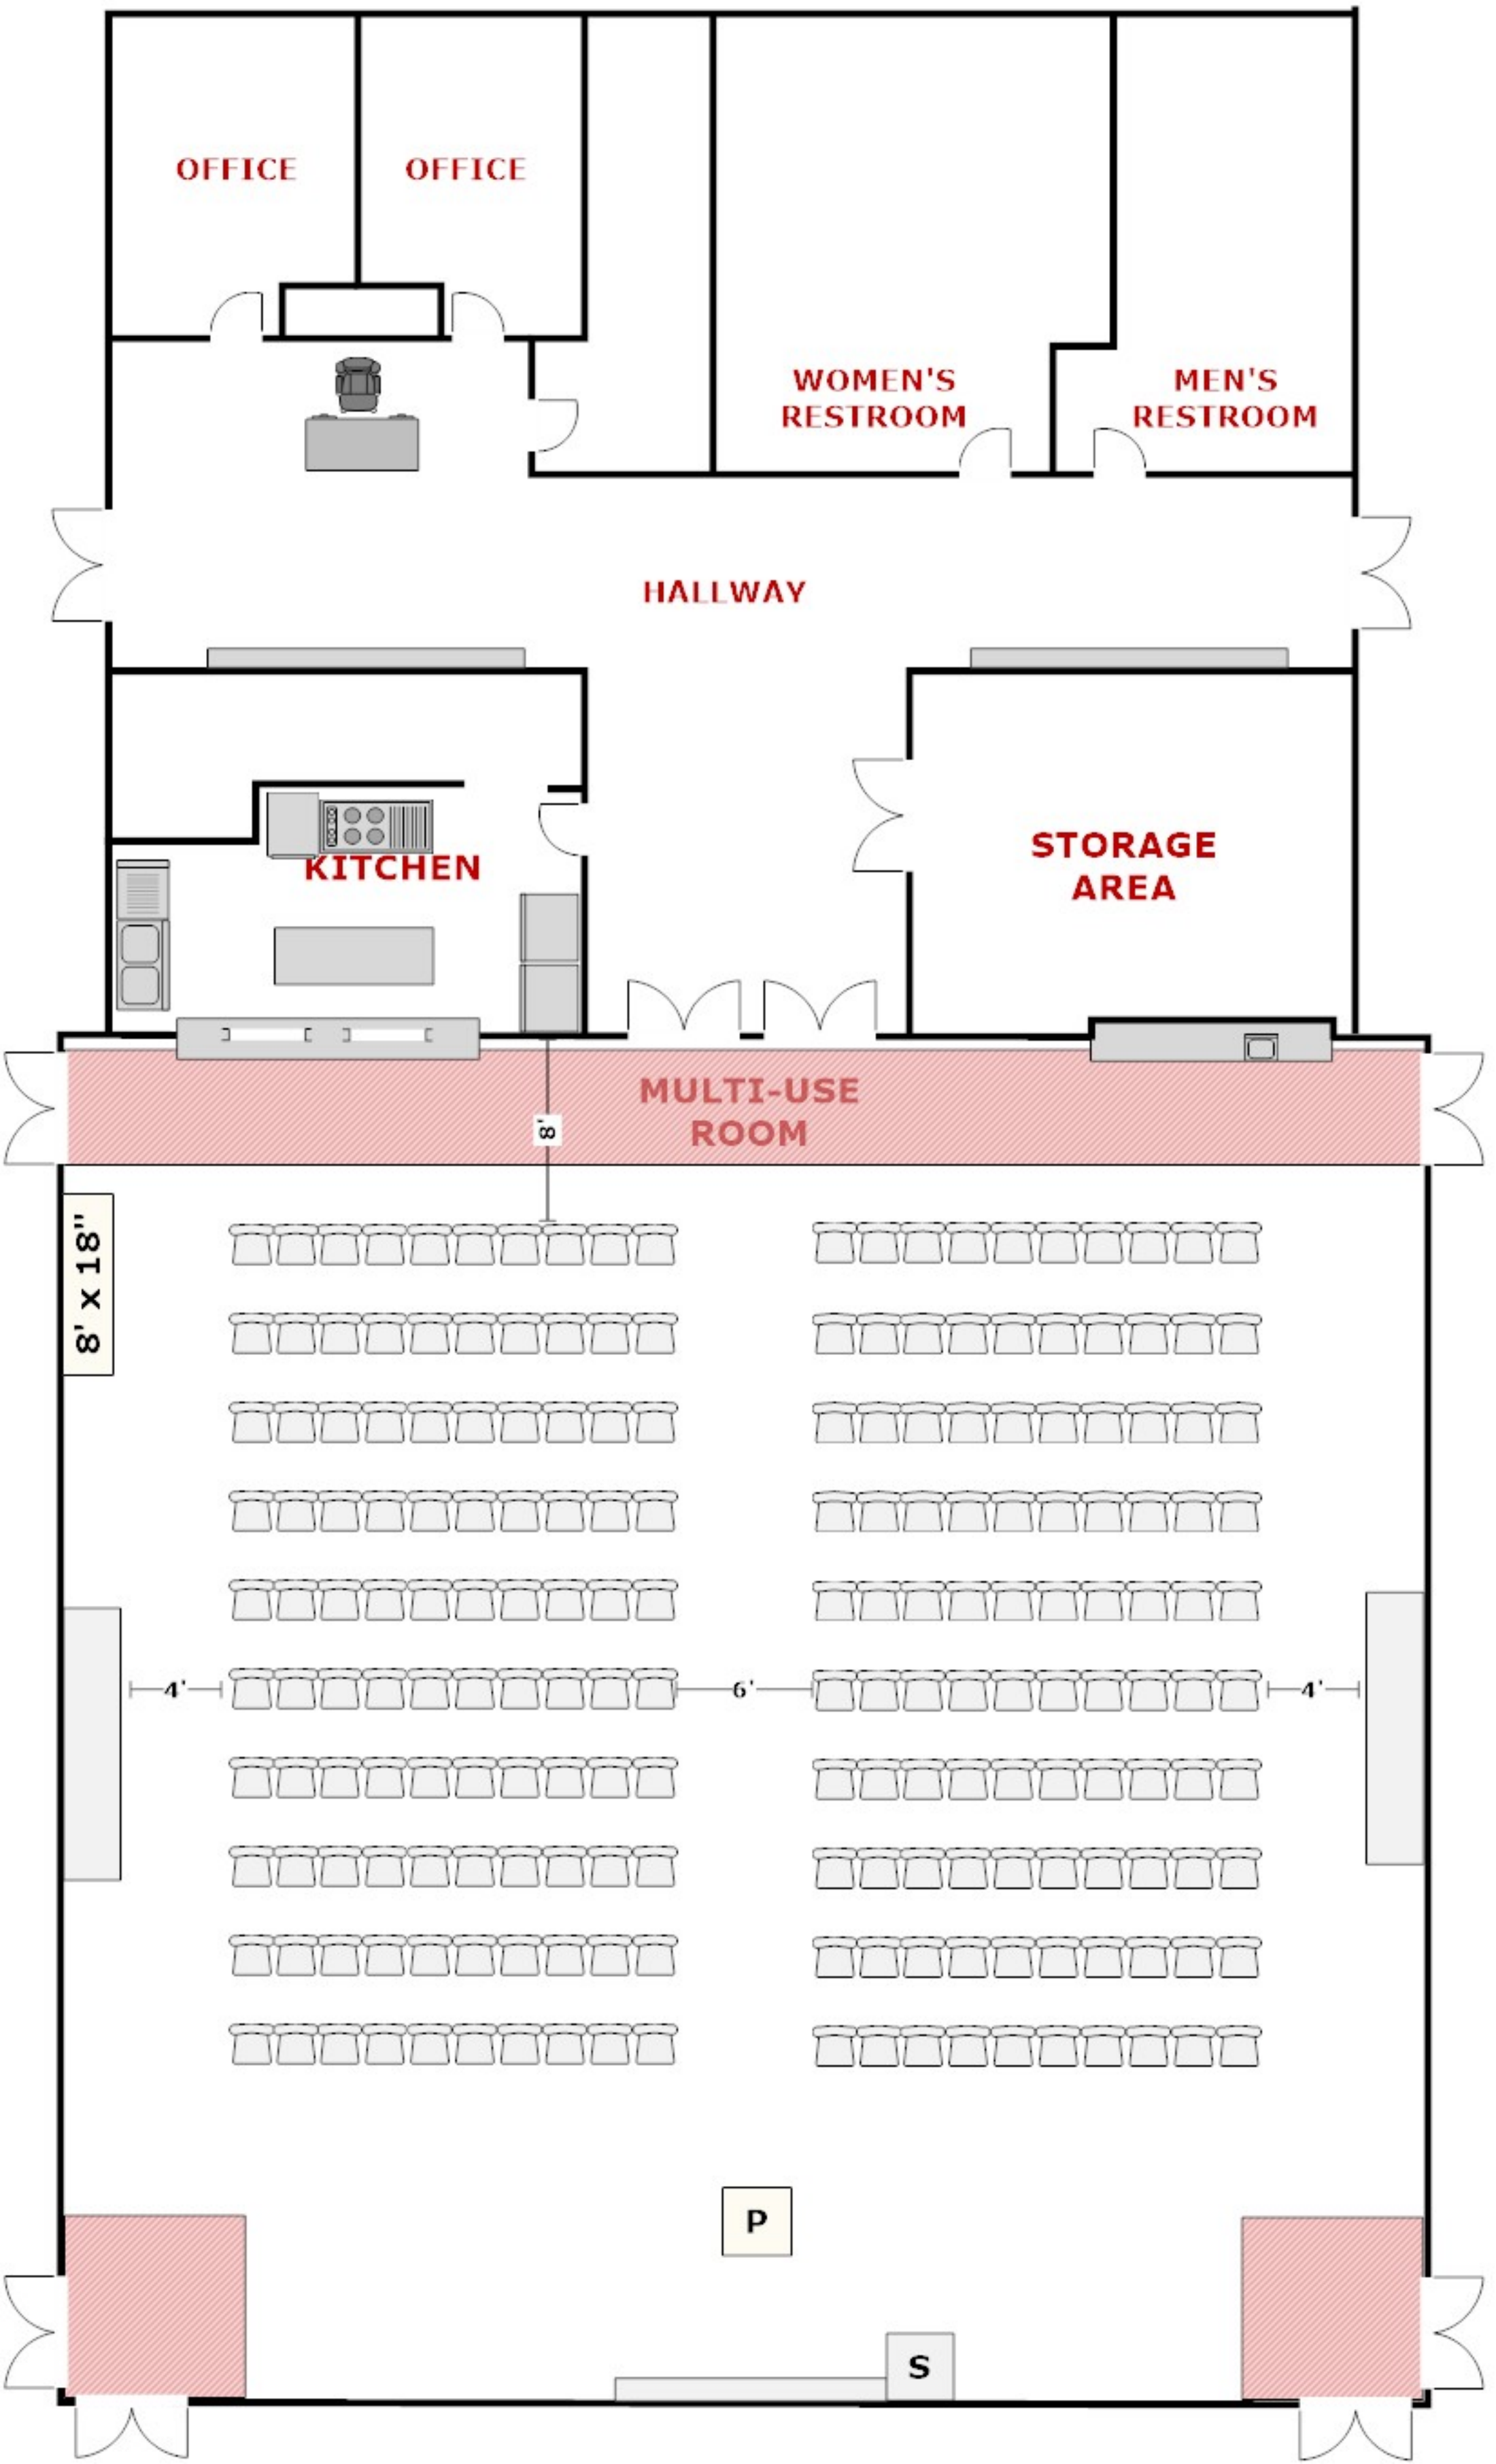 OFFICE
OFFICE
WOMEN'S
RESTROOM
MEN'S
RESTROOM
HALLWAY
KITCHEN
STORAGE
AREA
MULTI-USE
ROOM
8'
8' x 18"
4'
6'
4'
P
S